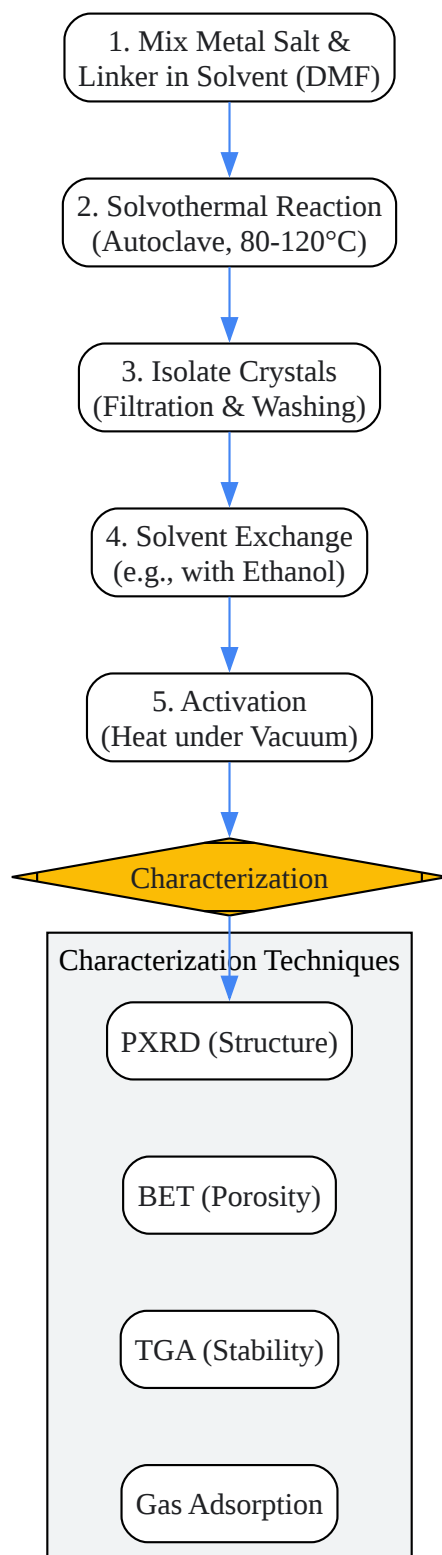 1. Mix Metal Salt &
Linker in Solvent (DMF)
2. Solvothermal Reaction
(Autoclave, 80-120°C)
3. Isolate Crystals
(Filtration & Washing)
4. Solvent Exchange
(e.g., with Ethanol)
5. Activation
(Heat under Vacuum)
Characterization
Characterization Techniques
PXRD (Structure)
BET (Porosity)
TGA (Stability)
Gas Adsorption